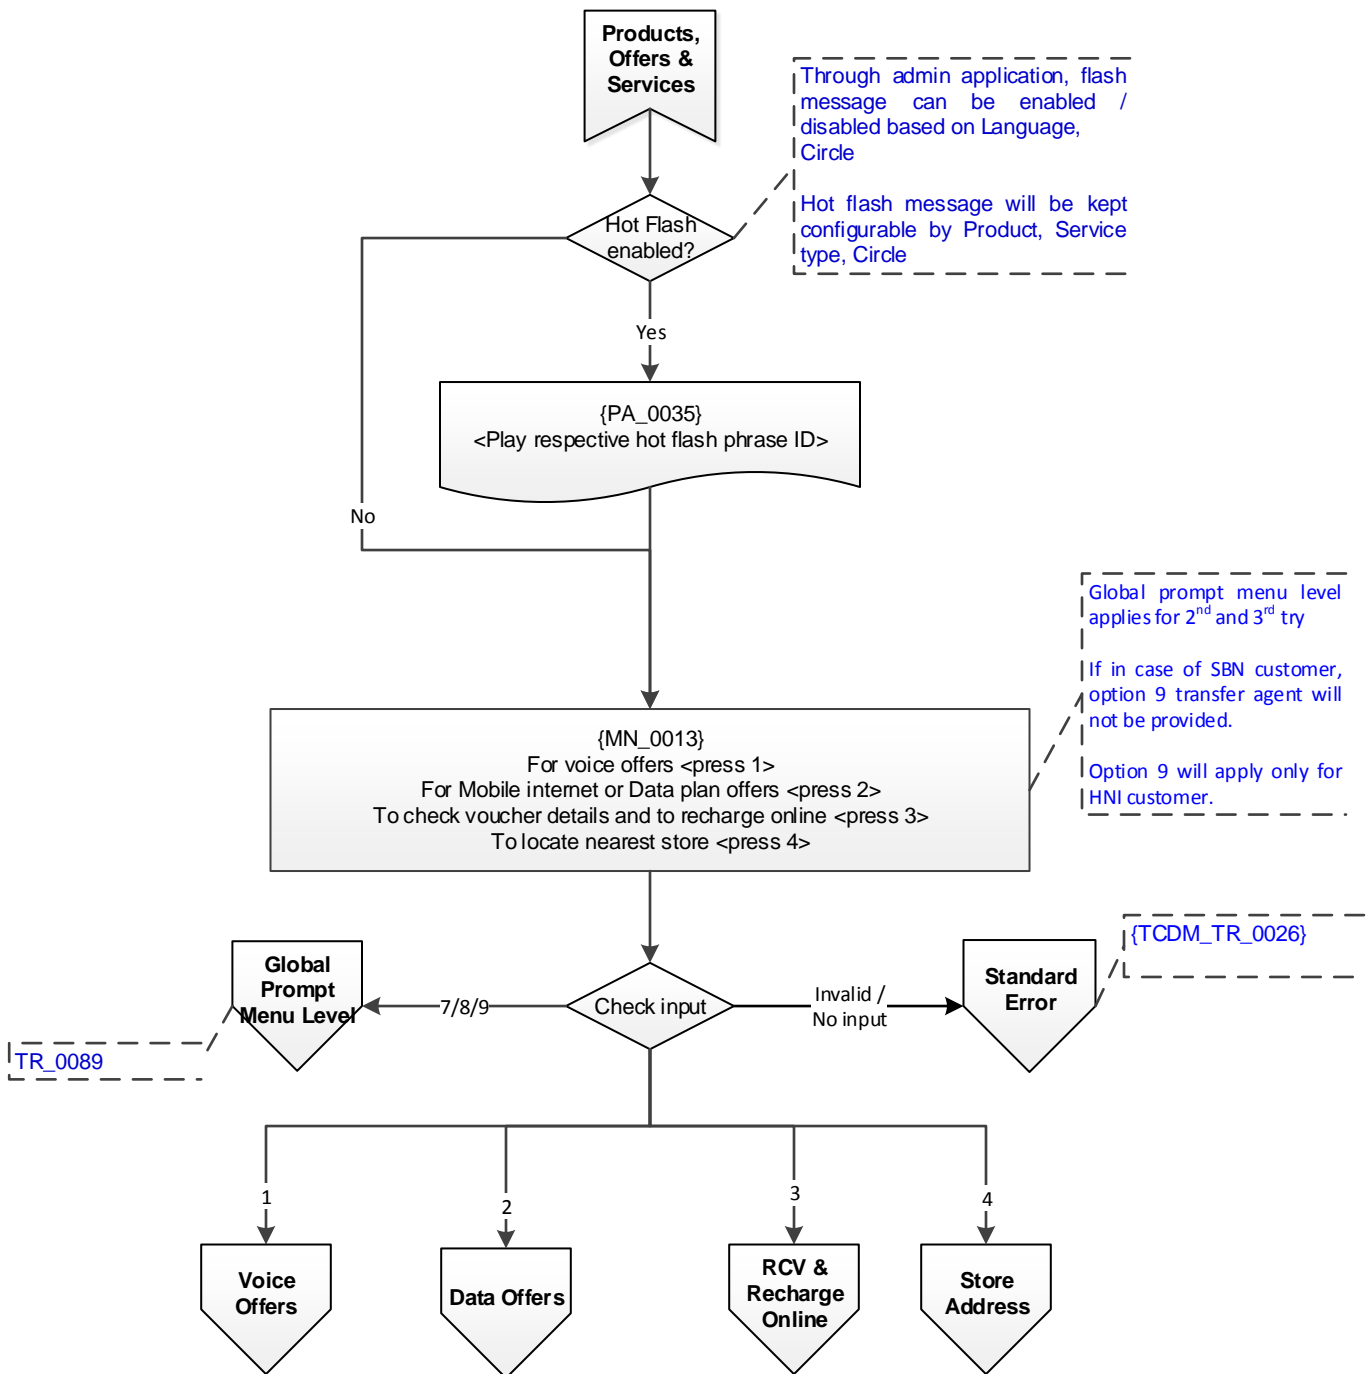 Products,
Offers &
Services
Through admin application, flash
message can be enabled /
disabled based on Language,
Circle
Hot flash message will be kept
configurable by Product, Service
type, Circle
Hot Flash
enabled?
Yes
{PA_0035}
<Play respective hot flash phrase ID>
No
Global prompt menu level
applies for 2nd and 3rd try
If in case of SBN customer,
option 9 transfer agent will
not be provided.
Option 9 will apply only for
HNI customer.
{MN_0013}
For voice offers <press 1>
For Mobile internet or Data plan offers <press 2>
To check voucher details and to recharge online <press 3>
To locate nearest store <press 4>
{TCDM_TR_0026}
Global
Prompt
Menu Level
7/8/9
Check input
Invalid /
No input
Standard
Error
TR_0089
1
2
3
4
Voice
Offers
Data Offers
RCV &
Recharge
Online
Store
Address